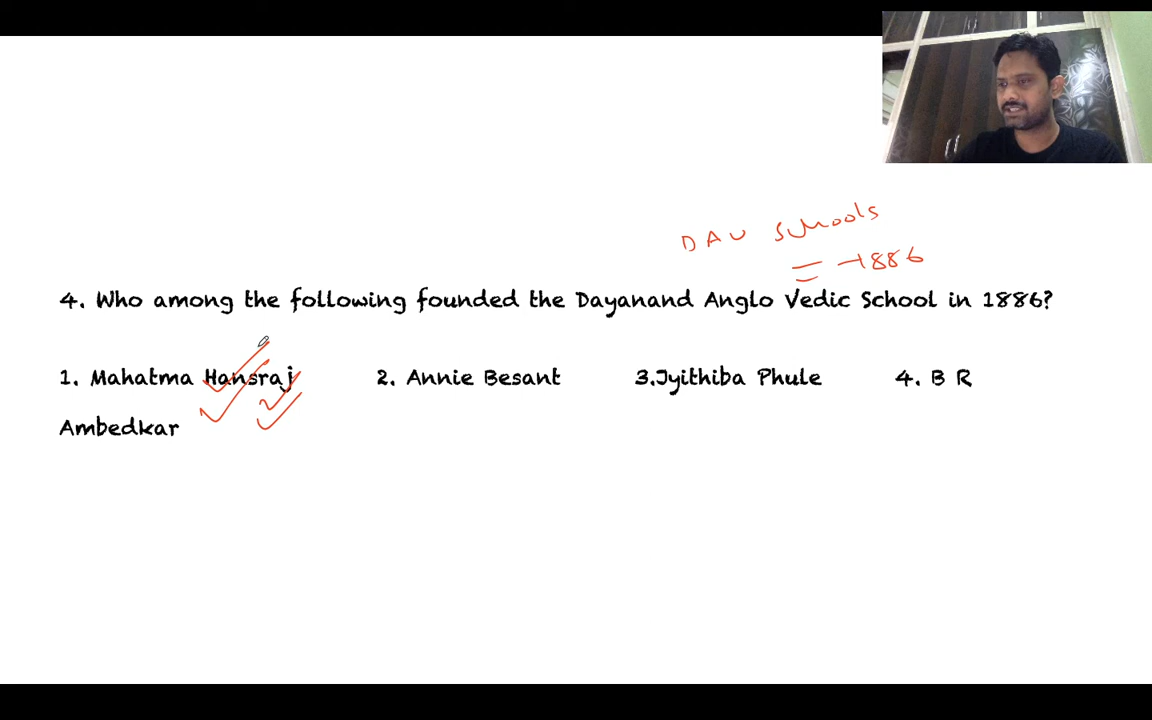 DAV Schools
1886
4. Who among the following founded the Dayanand Anglo Vedic School in 1886?
1. Mahatma Hansraj 2. Annie Besant 3.Jyithiba Phule 4. B R
Ambedkar